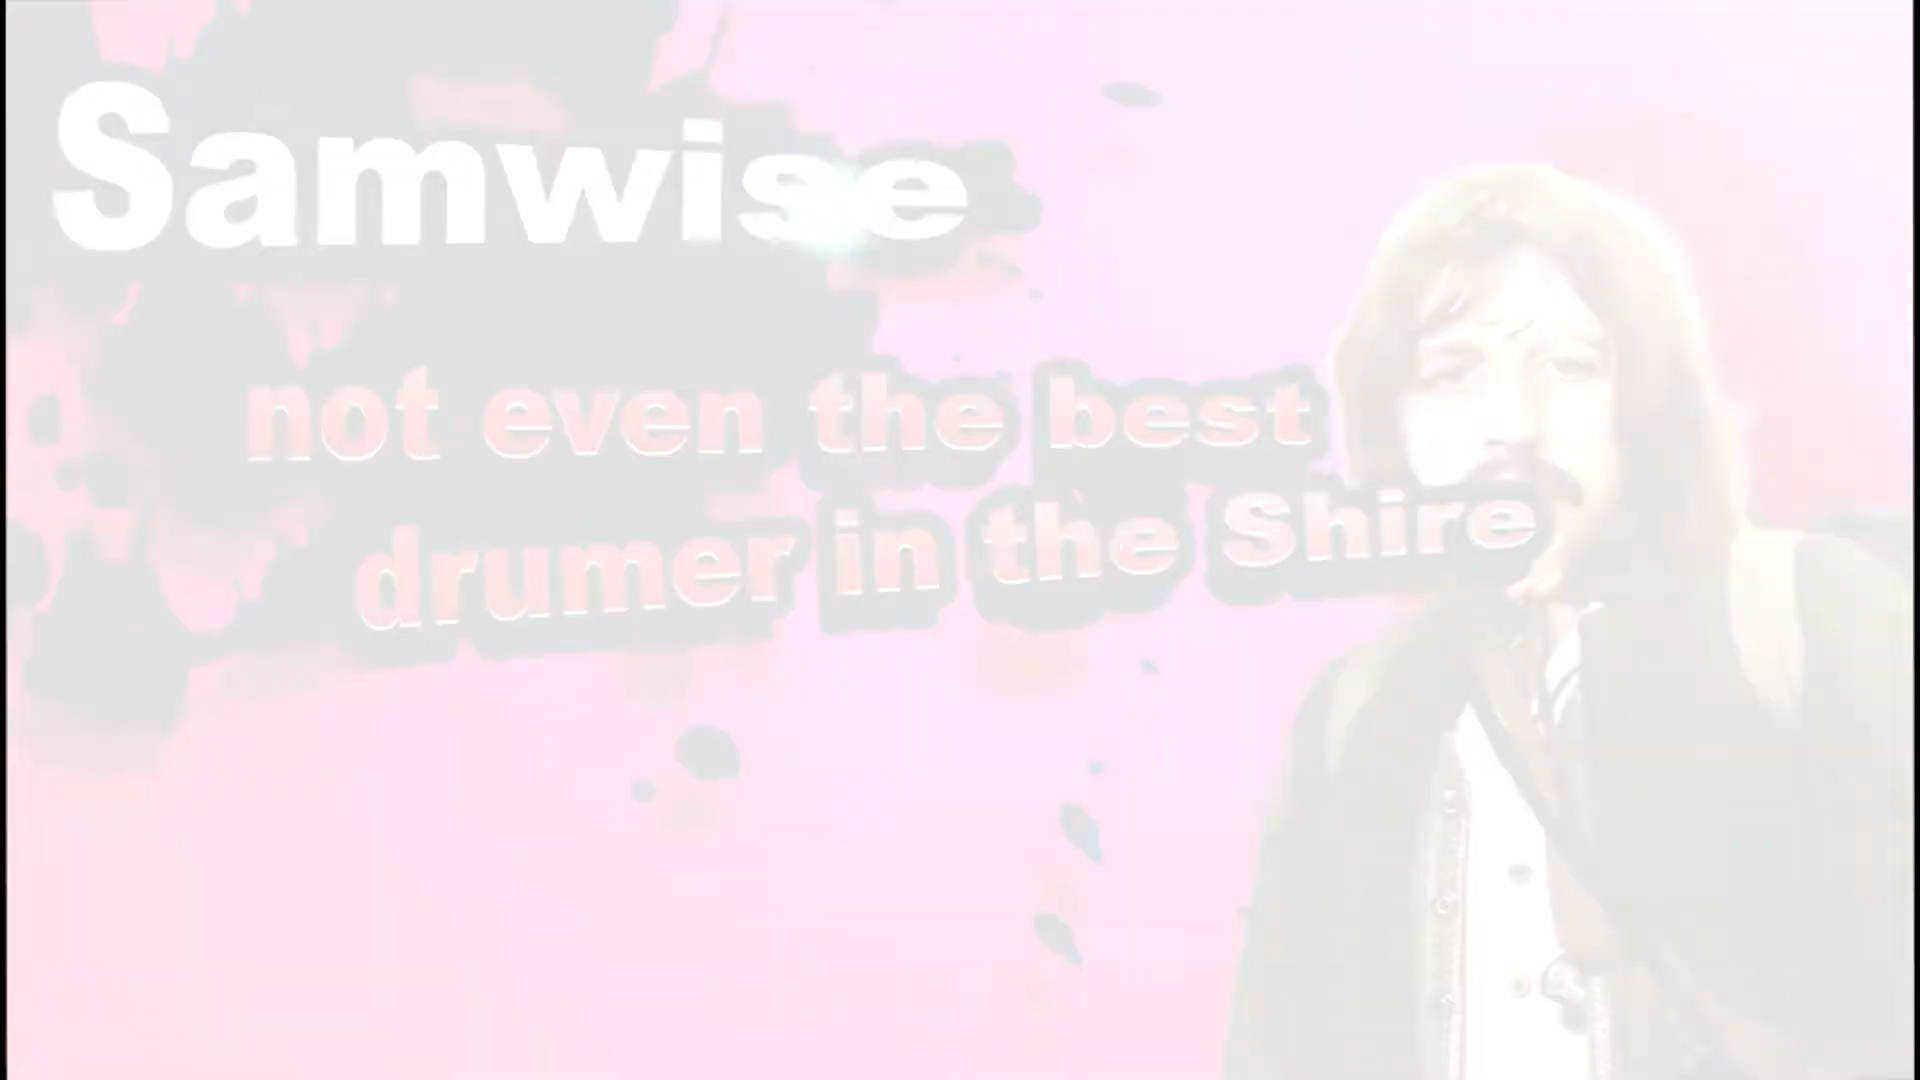 Samwise
not even the best
drumer in the Shire